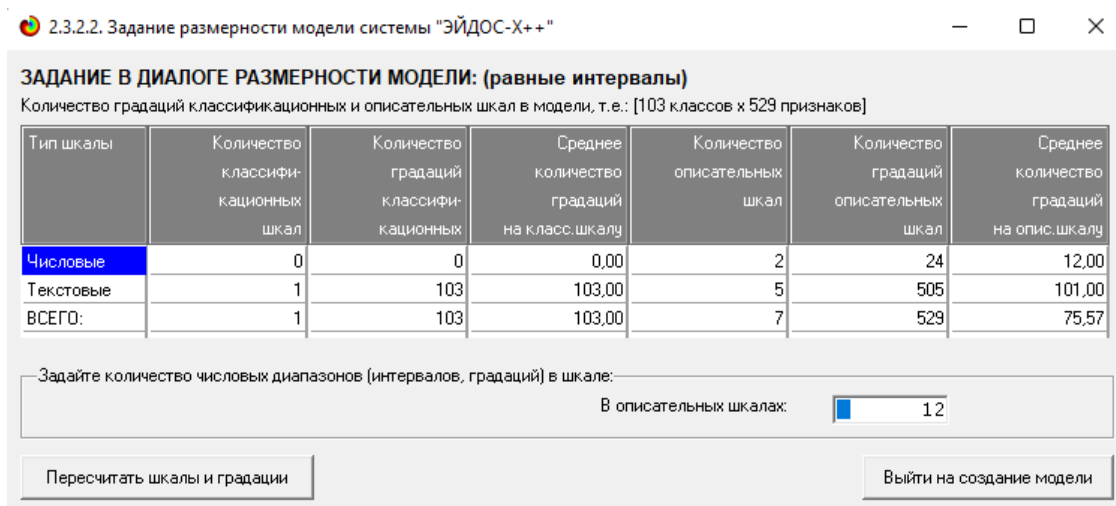 2.3.2.2. Задание размерности модели системы "ЭЙДОС-X++"
ЗАДАНИЕ В ДИАЛОГЕ РАЗМЕРНОСТИ МОДЕЛИ: (равные интервалы)
Количество градаций классификационных и описательных шкал в модели, т.е.: [103 классов x 529 признаков]
Тип шкалы Количество классифи- кационных шкал Количество градаций классифи- кационных Среднее количество градаций на класс.шкалу Количество описательных шкал Количество градаций описательных шкал Среднее количество градаций на опис.шкалу
Числовые 0 0 0,00 2 24 12,00
Текстовые 1 103 103,00 5 505 101,00
ВСЕГО: 1 103 103,00 7 529 75,57
Задайте количество числовых диапазонов (интервалов, градаций) в шкале:
В описательных шкалах: 12
Пересчитать шкалы и градации Выйти на создание модели